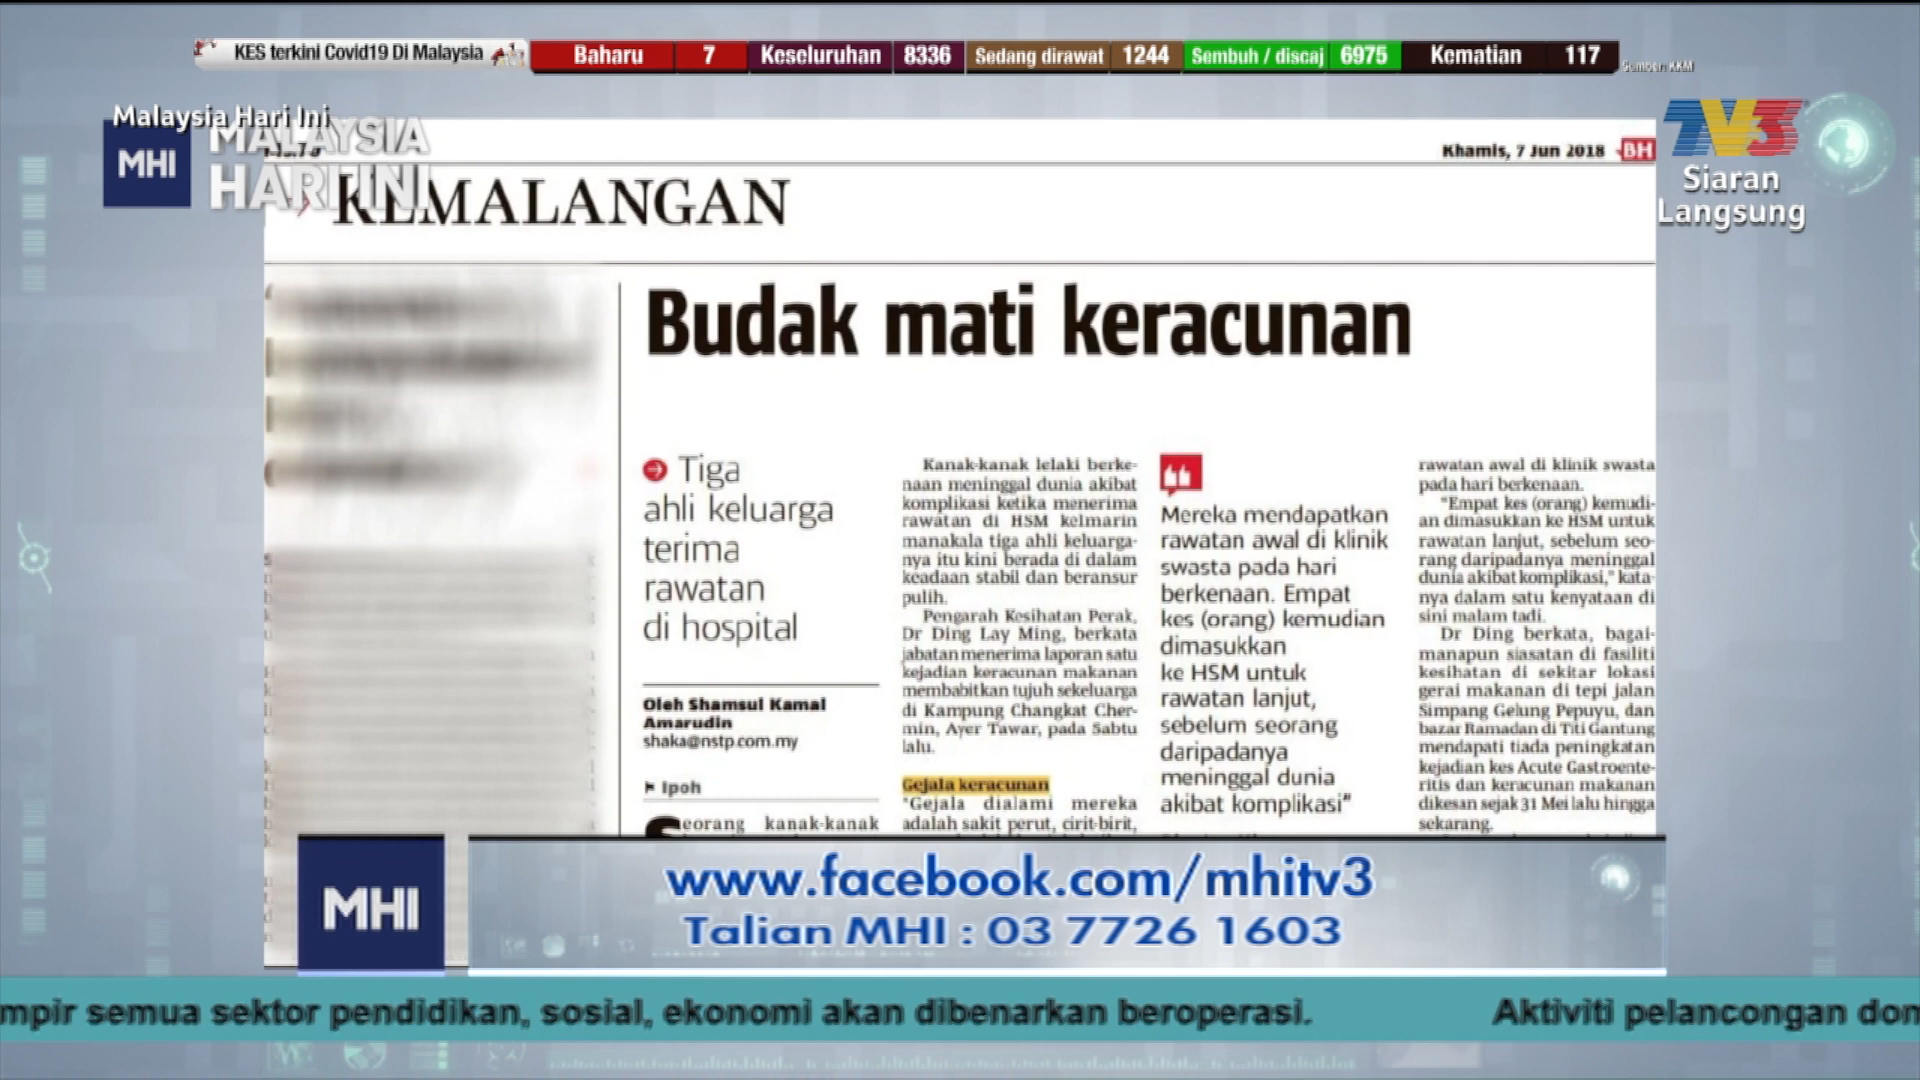 KES terkini Covid19 Di Malaysia Baharu 7 Keseluruhan 8336 Sedang dirawat 1244 Sembuh / discaj 6975 Kematian 117
Sumber: KKM
Malaysia Hari Ini
MHI
MALAYSIA
HARI INI
TV3
Siaran
Langsung
Khamis, 7 Jun 2018 BH
KEMALANGAN
Budak mati keracunan
Tiga
ahli keluarga
terima
rawatan
di hospital
Oleh Shamsul Kamal
Amarudin
shaka@nstp.com.my
Ipoh
Seorang kanak-kanak
Kanak-kanak lelaki berke-
naan meninggal dunia akibat
komplikasi ketika menerima
rawatan di HSM kelmarin
manakala tiga ahli keluarga-
nya itu kini berada di dalam
keadaan stabil dan beransur
pulih.
Pengarah Kesihatan Perak,
Dr Ding Lay Ming, berkata
jabatan menerima laporan satu
kejadian keracunan makanan
membabitkan tujuh sekeluarga
di Kampung Changkat Cher-
min, Ayer Tawar, pada Sabtu
lalu.
Gejala keracunan
"Gejala dialami mereka
adalah sakit perut, cirit-birit,
Mereka mendapatkan
rawatan awal di klinik
swasta pada hari
berkenaan. Empat
kes (orang) kemudian
dimasukkan
ke HSM untuk
rawatan lanjut,
sebelum seorang
daripadanya
meninggal dunia
akibat komplikasi"
rawatan awal di klinik swasta
pada hari berkenaan.
"Empat kes (orang) kemudi-
an dimasukkan ke HSM untuk
rawatan lanjut, sebelum seo-
rang daripadanya meninggal
dunia akibat komplikasi," kata-
nya dalam satu kenyataan di
sini malam tadi.
Dr Ding berkata, bagai-
manapun siasatan di fasiliti
kesihatan di sekitar lokasi
gerai makanan di tepi jalan
Simpang Gelung Pepuyu, dan
bazar Ramadan di Titi Gantung
mendapati tiada peningkatan
kejadian kes Acute Gastroente-
ritis dan keracunan makanan
dikesan sejak 31 Mei lalu hingga
sekarang.
MHI
www.facebook.com/mhitv3
Talian MHI : 03 7726 1603
mpir semua sektor pendidikan, sosial, ekonomi akan dibenarkan beroperasi. Aktiviti pelancongan dom